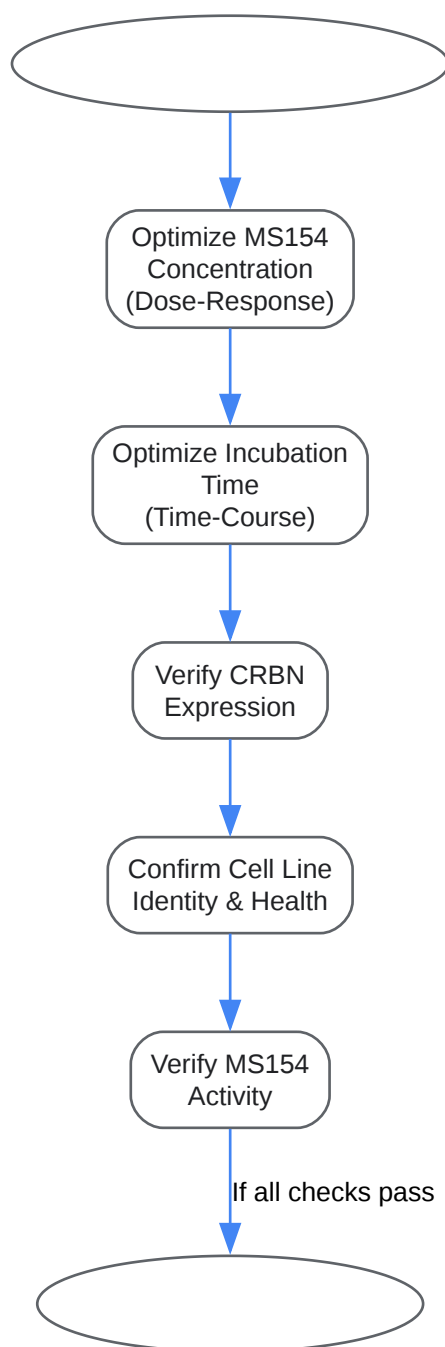 Optimize MS154
Concentration
(Dose-Response)
Optimize Incubation
Time
(Time-Course)
Verify CRBN
Expression
Confirm Cell Line
Identity & Health
Verify MS154
Activity
If all checks pass